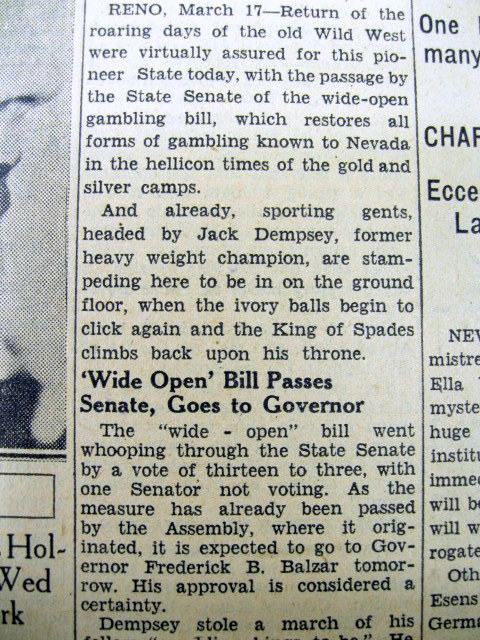 RENO, March 17—Return of the
roaring days of the old Wild West
were virtually assured for this pio-
neer State today, with the passage by
the State Senate of the wide-open
gambling bill, which restores all
forms of gambling known to Nevada
in the hellicon times of the gold and
silver camps.
And already, sporting gents,
headed by Jack Dempsey, former
heavy weight champion, are stam-
peding here to be in on the ground
floor, when the ivory balls begin to
click again and the King of Spades
climbs back upon his throne.
'Wide Open' Bill Passes
Senate, Goes to Governor
The "wide - open" bill went
whooping through the State Senate
by a vote of thirteen to three, with
one Senator not voting. As the
measure has already been passed
by the Assembly, where it orig-
inated, it is expected to go to Gov-
ernor Frederick B. Balzar tomor-
row. His approval is considered a
certainty.
Dempsey stole a march of his
Hol-
Wed
rk
One
many
CHAR
Ecce
La
NEV
mistre
Ella
myste
huge
institu
immed
will be
will w
rogate
Oth
Esens
Germa